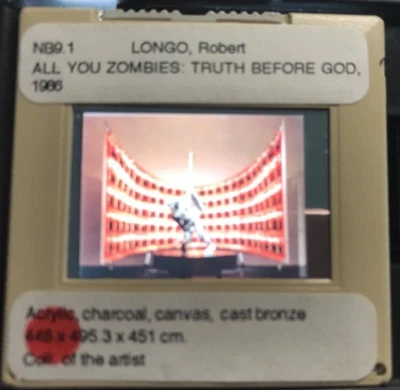 NB9.1 LONGO, Robert
ALL YOU ZOMBIES: TRUTH BEFORE GOD,
1986
Acrylic, charcoal, canvas, cast bronze
448 x 495.3 x 451 cm.
Coll. of the artist